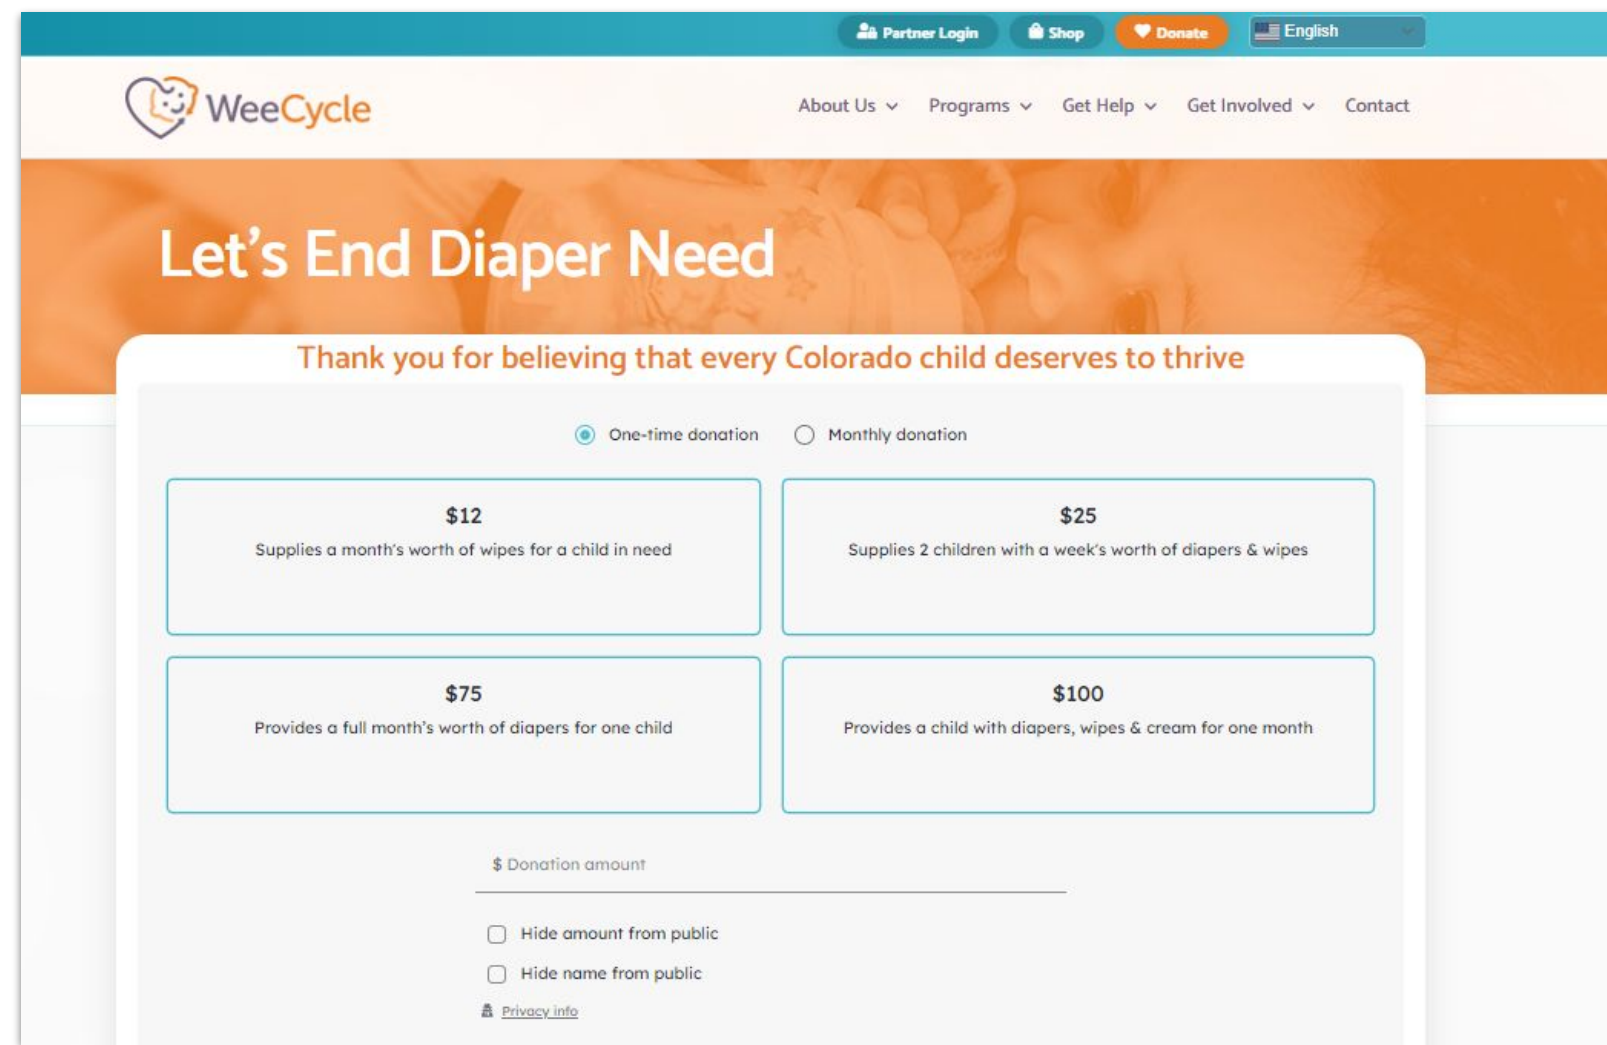 Partner Login
Shop
Donate
English
WeeCycle
About Us
Programs
Get Help
Get Involved
Contact
Let's End Diaper Need
Thank you for believing that every Colorado child deserves to thrive
One-time donation
Monthly donation
$12
Supplies a month's worth of wipes for a child in need
$25
Supplies 2 children with a week's worth of diapers & wipes
$75
Provides a full month's worth of diapers for one child
$100
Provides a child with diapers, wipes & cream for one month
$ Donation amount
Hide amount from public
Hide name from public
Privacy info